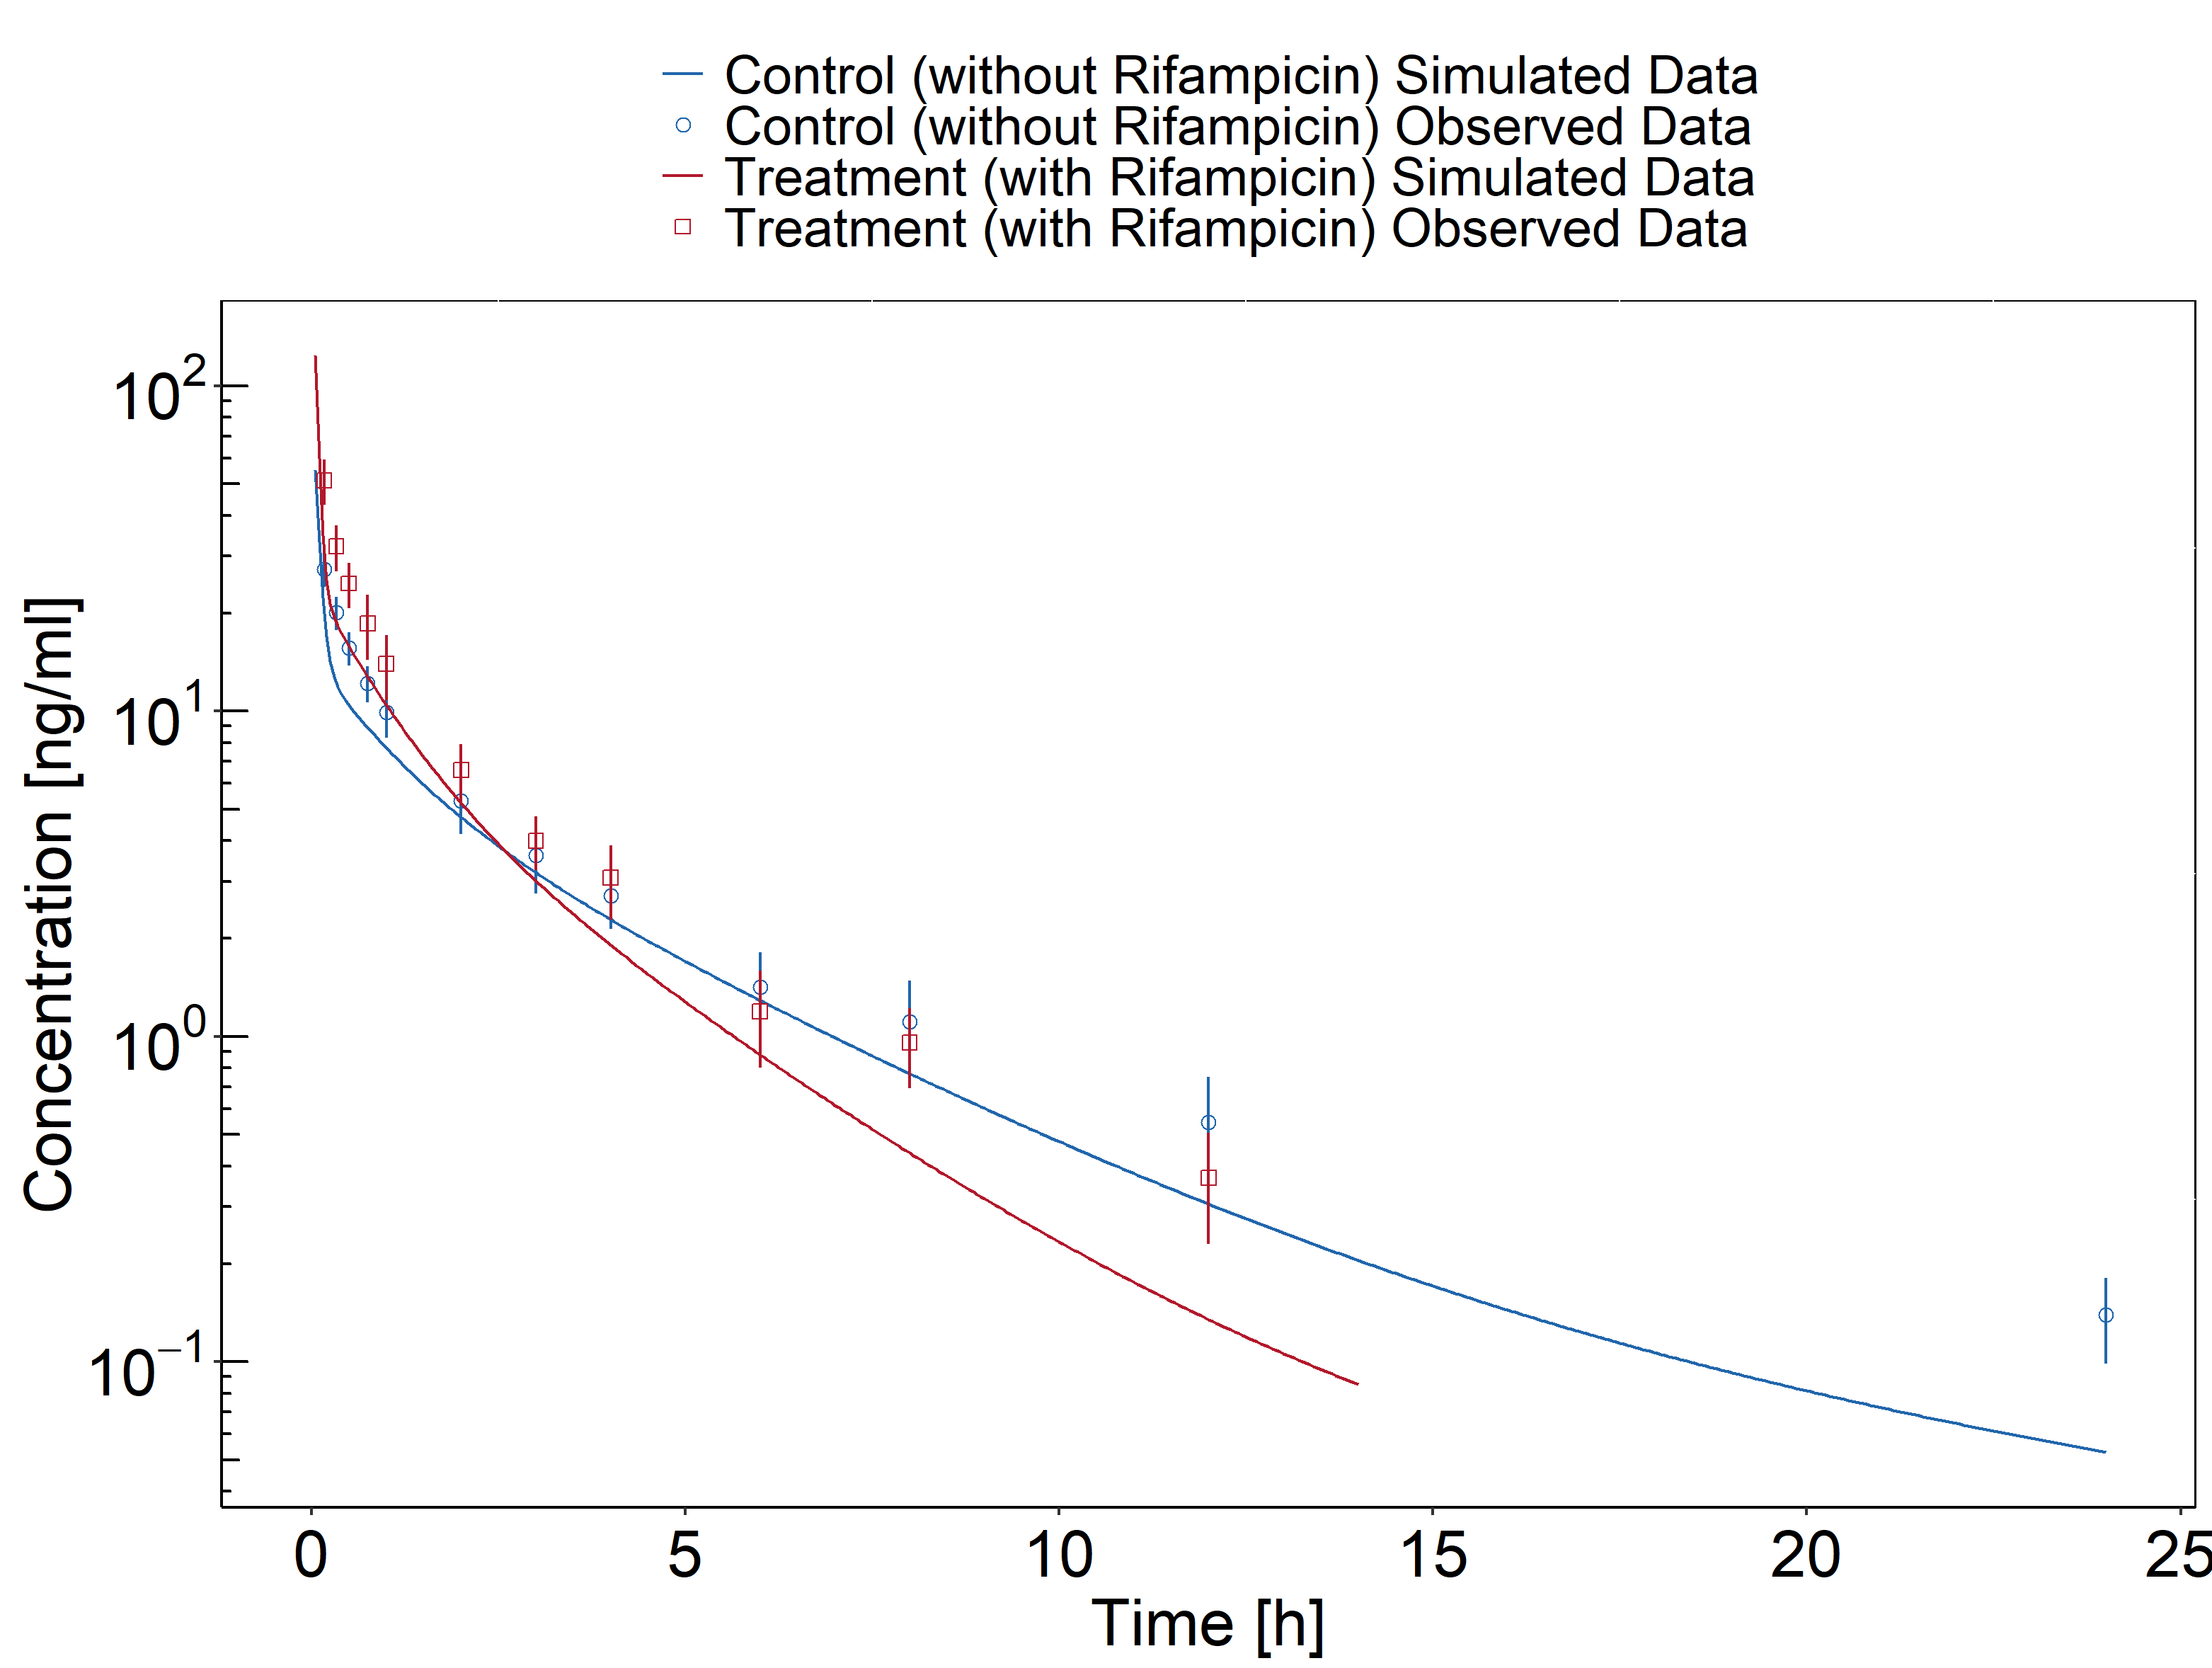 Control (without Rifampicin) Simulated Data
Control (without Rifampicin) Observed Data
Treatment (with Rifampicin) Simulated Data
Treatment (with Rifampicin) Observed Data
10²
10¹
10⁰
10⁻¹
Concentration [ng/ml]
0 5 10 15 20 25
Time [h]